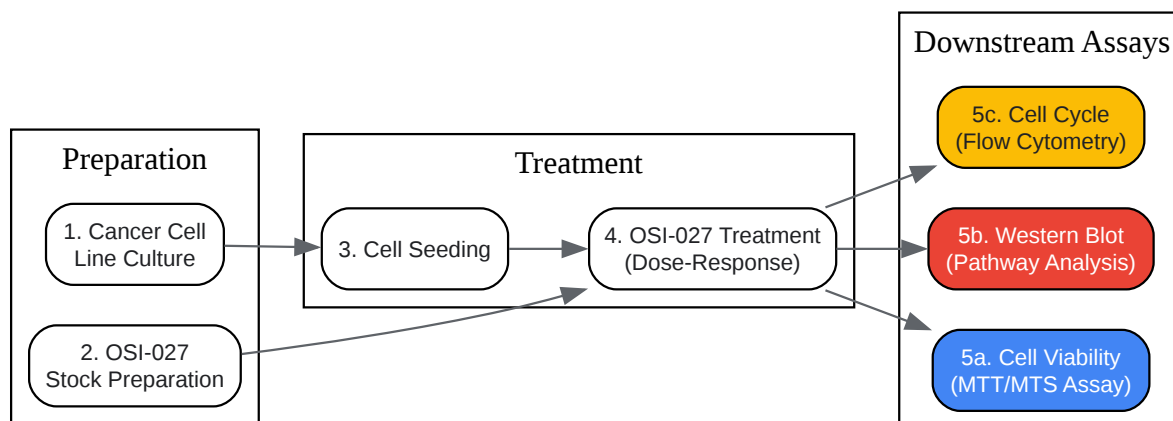 Preparation
1. Cancer Cell
Line Culture
2. OSI-027
Stock Preparation
Treatment
3. Cell Seeding
4. OSI-027 Treatment
(Dose-Response)
Downstream Assays
5c. Cell Cycle
(Flow Cytometry)
5b. Western Blot
(Pathway Analysis)
5a. Cell Viability
(MTT/MTS Assay)